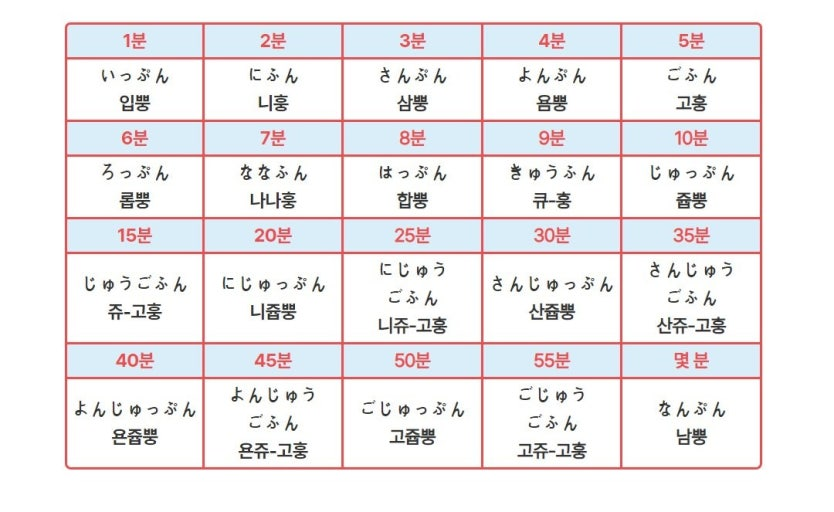 1분 2분 3분 4분 5분
いっぷん にふん さんぷん よんぷん ごふん
입뿡 니훙 삼뿡 욤뿡 고훙
6분 7분 8분 9분 10분
ろっぷん ななふん はっぷん きゅうふん じゅっぷん
롭뿡 나나훙 합뿡 큐-훙 쥽뿡
15분 20분 25분 30분 35분
じゅうごふん
쥬-고훙
にじゅっぷん
니쥽뿡
にじゅう
ごふん
니쥬-고훙
さんじゅっぷん
산쥽뿡
さんじゅう
ごふん
산쥬-고훙
40분 45분 50분 55분 몇 분
よんじゅっぷん
욘쥽뿡
よんじゅう
ごふん
욘쥬-고훙
ごじゅっぷん
고쥽뿡
ごじゅう
ごふん
고쥬-고훙
なんぷん
남뿡